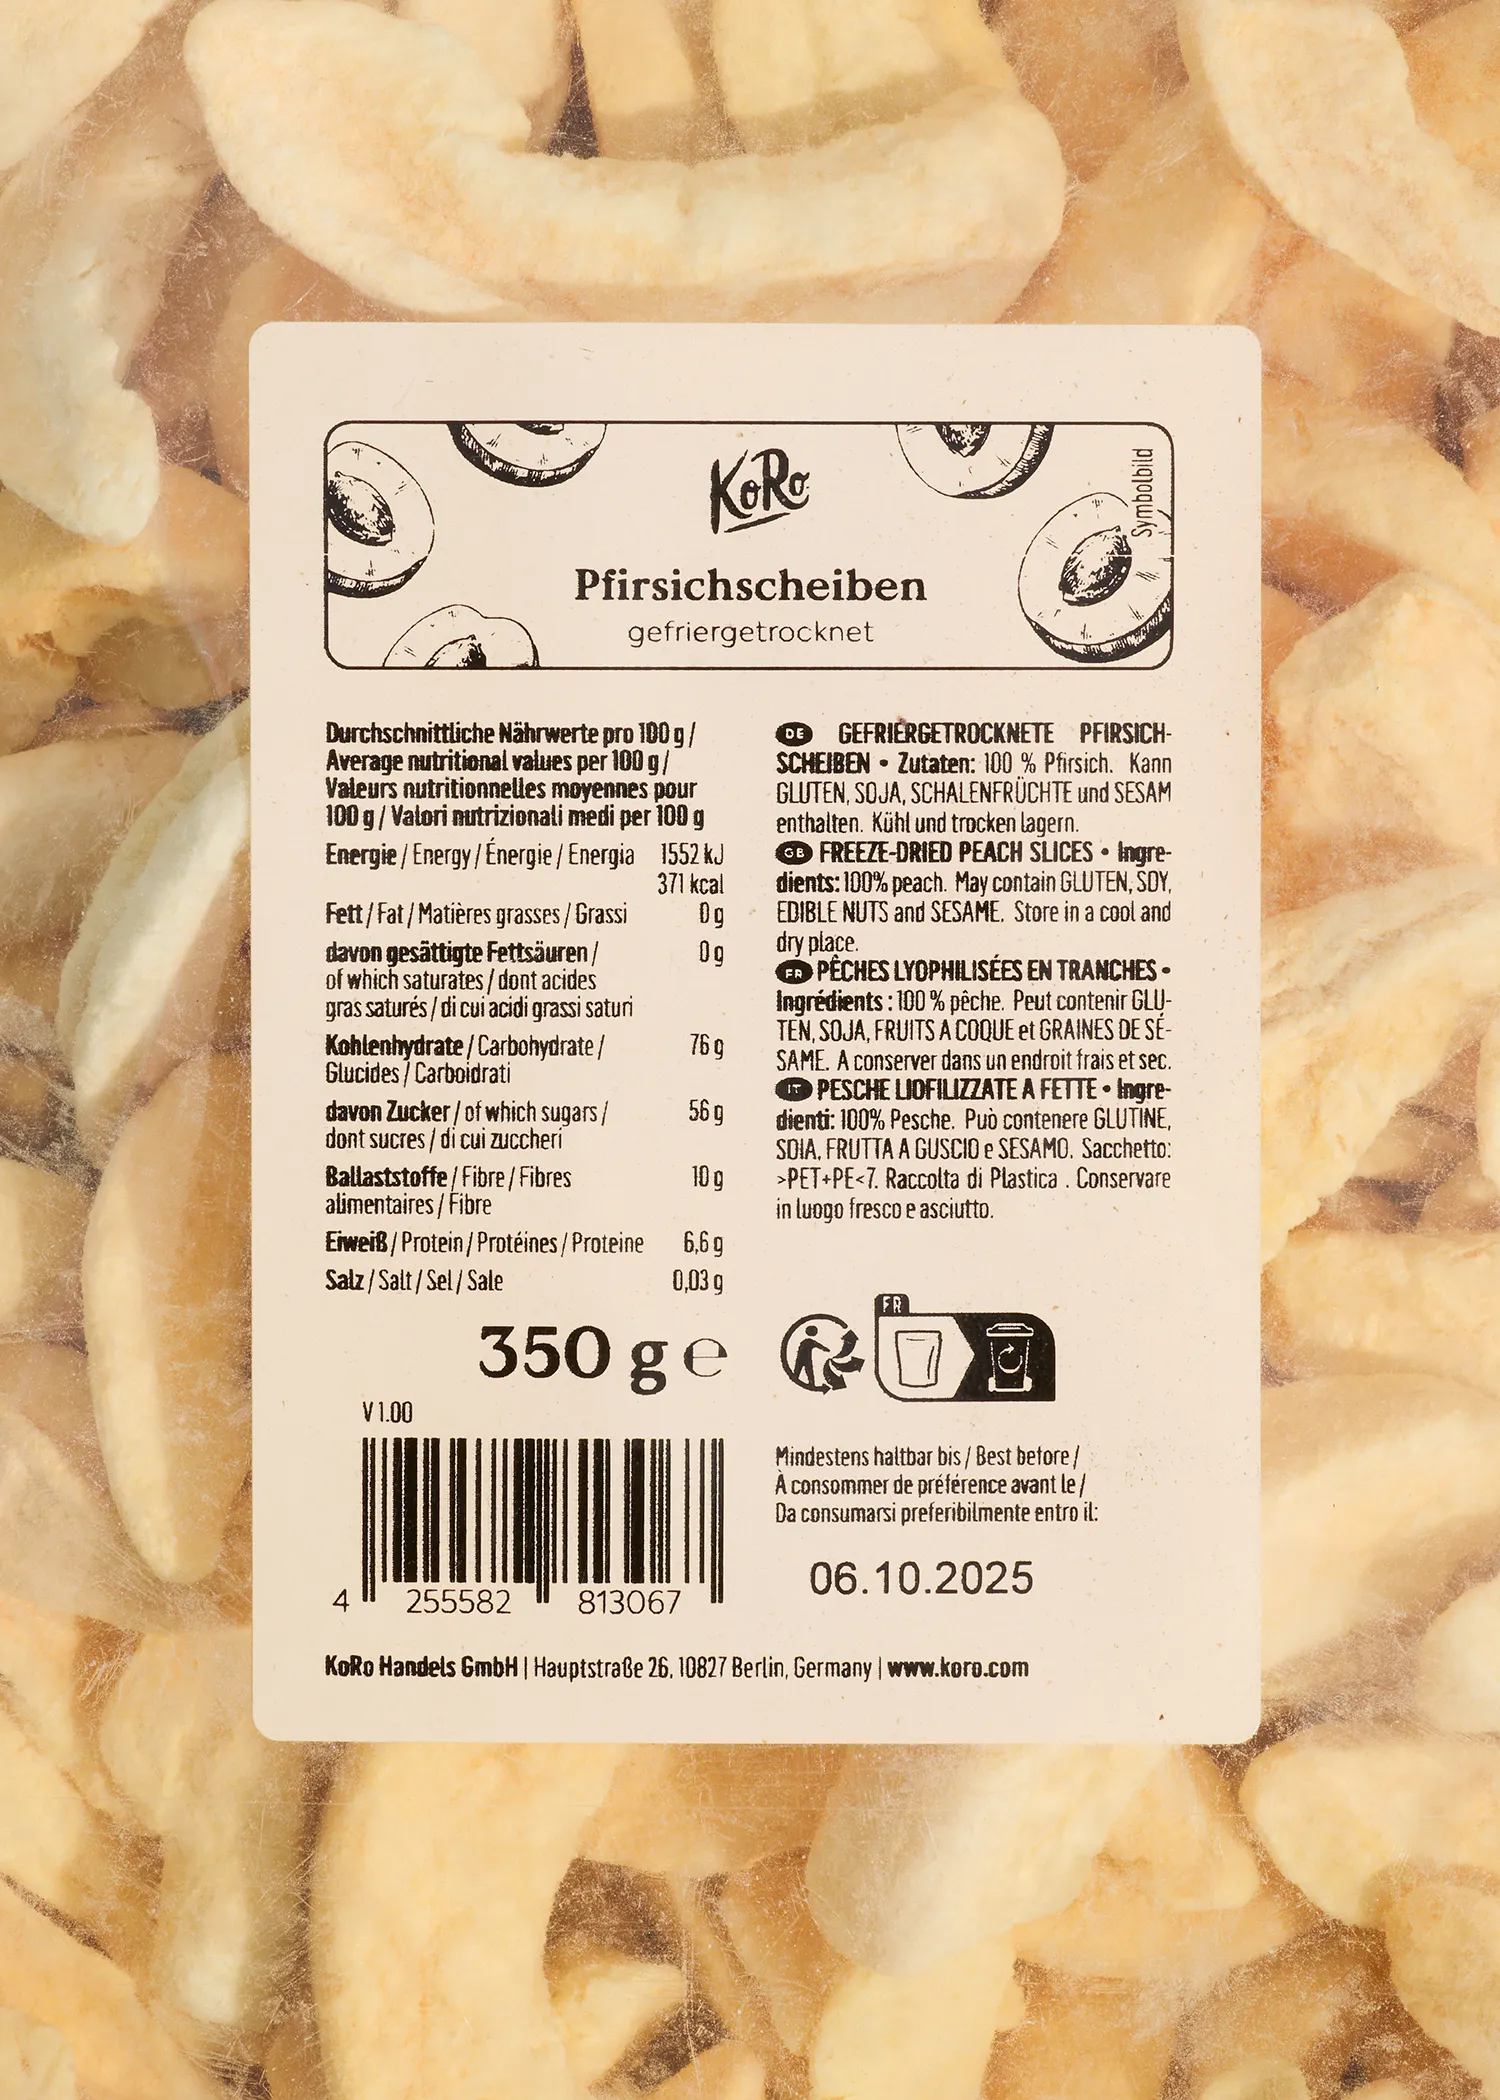 KoRo
Symbolbild
Pfirsichscheiben
gefriergetrocknet
Durchschnittliche Nährwerte pro 100 g /
Average nutritional values per 100 g /
Valeurs nutritionnelles moyennes pour
100 g / Valori nutrizionali medi per 100 g
Energie / Energy / Énergie / Energia 1552 kJ
371 kcal
Fett / Fat / Matières grasses / Grassi 0 g
davon gesättigte Fettsäuren / 0 g
of which saturates / dont acides
gras saturés / di cui acidi grassi saturi
Kohlenhydrate / Carbohydrate / 76 g
Glucides / Carboidrati
davon Zucker / of which sugars / 56 g
dont sucres / di cui zuccheri
Ballaststoffe / Fibre / Fibres 10 g
alimentaires / Fibre
Eiweiß / Protein / Protéines / Proteine 6,6 g
Salz / Salt / Sel / Sale 0,03 g
350 g ℮
V 1.00
4 255582 813067
DE GEFRIERGETROCKNETE PFIRSICH-
SCHEIBEN • Zutaten: 100 % Pfirsich. Kann
GLUTEN, SOJA, SCHALENFRÜCHTE und SESAM
enthalten. Kühl und trocken lagern.
GB FREEZE-DRIED PEACH SLICES • Ingre-
dients: 100% peach. May contain GLUTEN, SOY,
EDIBLE NUTS and SESAME. Store in a cool and
dry place.
FR PÊCHES LYOPHILISÉES EN TRANCHES •
Ingrédients : 100 % pêche. Peut contenir GLU-
TEN, SOJA, FRUITS A COQUE et GRAINES DE SÉ-
SAME. A conserver dans un endroit frais et sec.
IT PESCHE LIOFILIZZATE A FETTE • Ingre-
dienti: 100% Pesche. Può contenere GLUTINE,
SOIA, FRUTTA A GUSCIO e SESAMO. Sacchetto:
>PET+PE<7. Raccolta di Plastica . Conservare
in luogo fresco e asciutto.
FR
Mindestens haltbar bis / Best before /
À consommer de préférence avant le /
Da consumarsi preferibilmente entro il:
06.10.2025
KoRo Handels GmbH | Hauptstraße 26, 10827 Berlin, Germany | www.koro.com